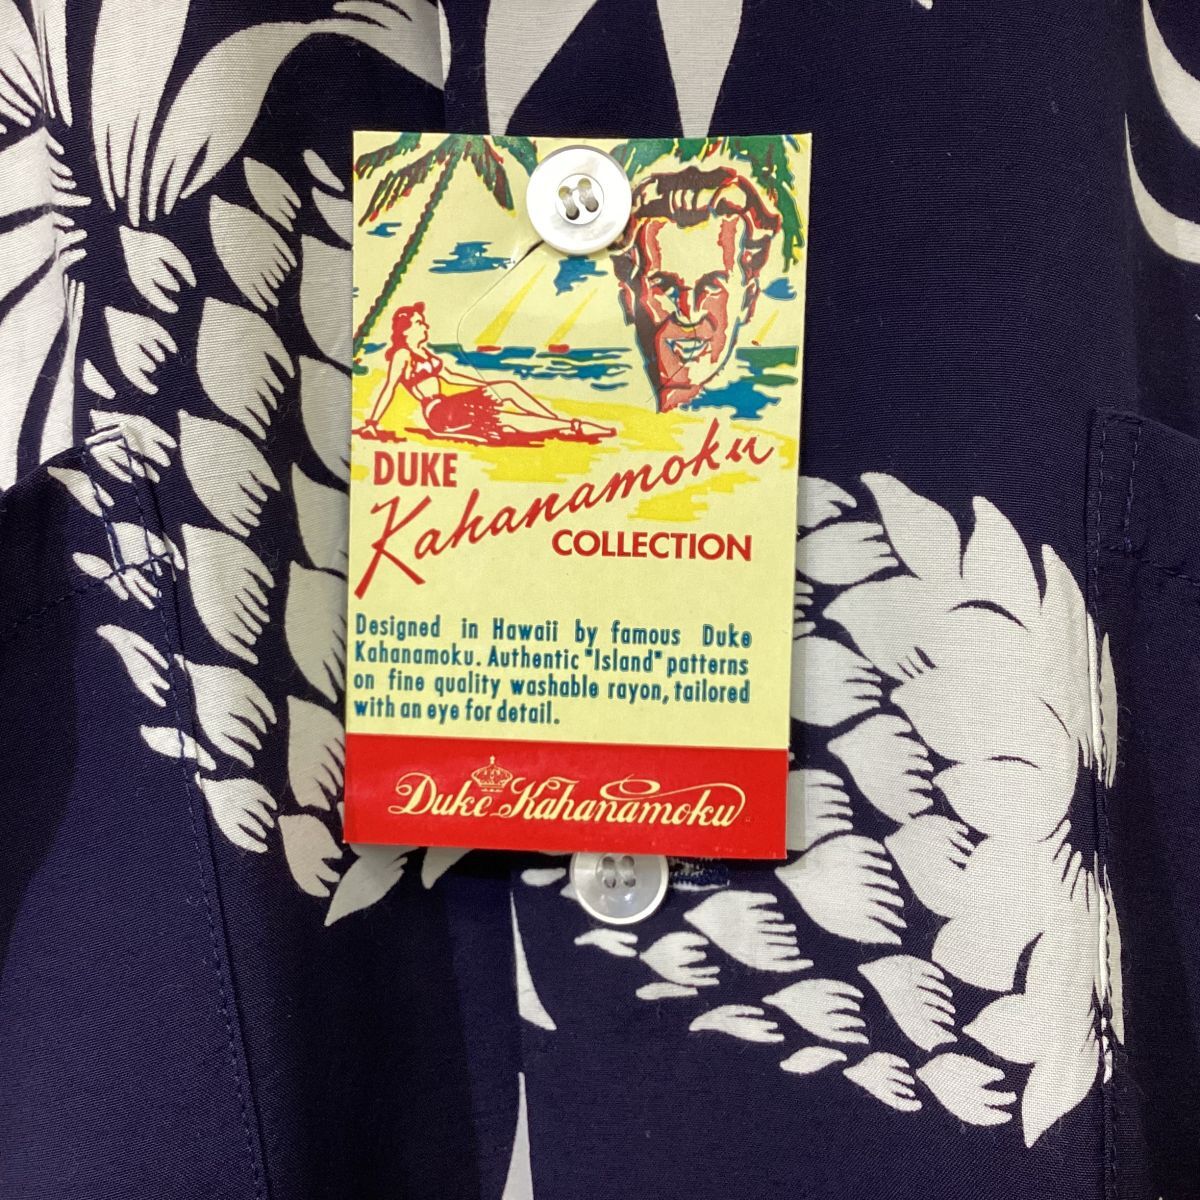 DUKE
Kahanamoku
COLLECTION
Designed in Hawaii by famous Duke
Kahanamoku. Authentic "Island" patterns
on fine quality washable rayon, tailored
with an eye for detail.
Duke Kahanamoku